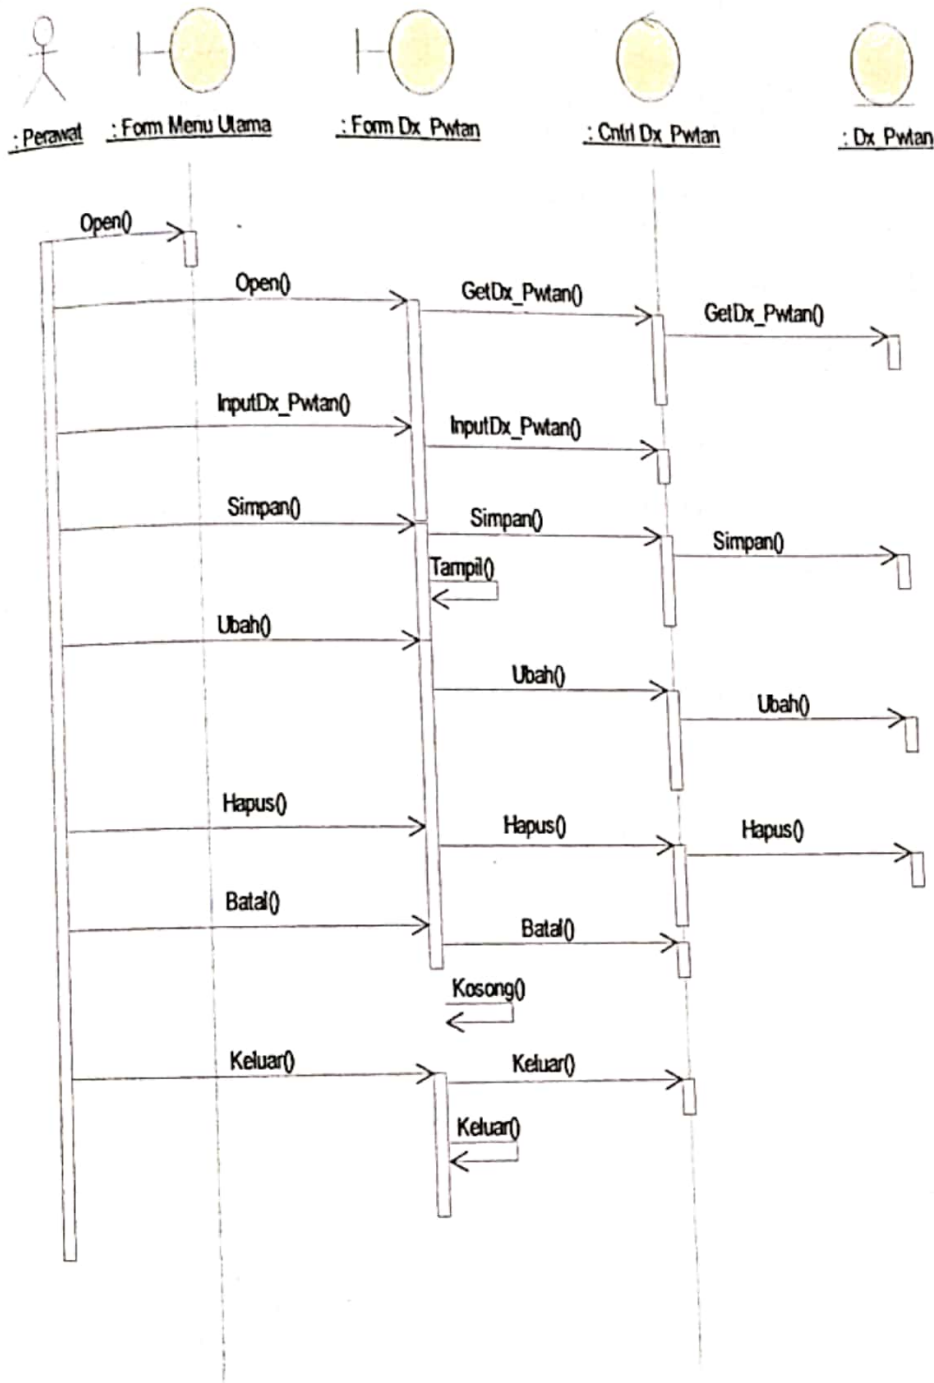 : Perawat
: Form Menu Utama
: Form Dx_Pwtan
: Cntrl Dx_Pwtan
: Dx_Pwtan
Open()
Open()
GetDx_Pwtan()
GetDx_Pwtan()
InputDx_Pwtan()
InputDx_Pwtan()
Simpan()
Simpan()
Simpan()
Tampil()
Ubah()
Ubah()
Ubah()
Hapus()
Hapus()
Hapus()
Batal()
Batal()
Kosong()
Keluar()
Keluar()
Keluar()